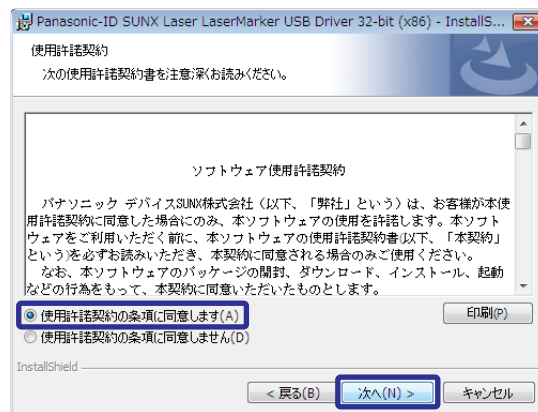 Panasonic-ID SUNX Laser LaserMarker USB Driver 32-bit (x86) - InstallS...
使用許諾契約
次の使用許諾契約書を注意深くお読みください。
ソフトウェア使用許諾契約
パナソニック デバイスSUNX株式会社（以下、「弊社」という）は、お客様が本使
用許諾契約に同意した場合にのみ、本ソフトウェアの使用を許諾します。本ソフト
ウェアをご利用いただく前に、本ソフトウェアの使用許諾契約書(以下、「本契約」
という)を必ずお読みいただき、本契約に同意される場合のみご使用ください。
なお、本ソフトウェアのパッケージの開封、ダウンロード、インストール、起動
などの行為をもって、本契約に同意いただいたものとします。
使用許諾契約の条項に同意します(A)
印刷(P)
使用許諾契約の条項に同意しません(D)
InstallShield
< 戻る(B)
次へ(N) >
キャンセル